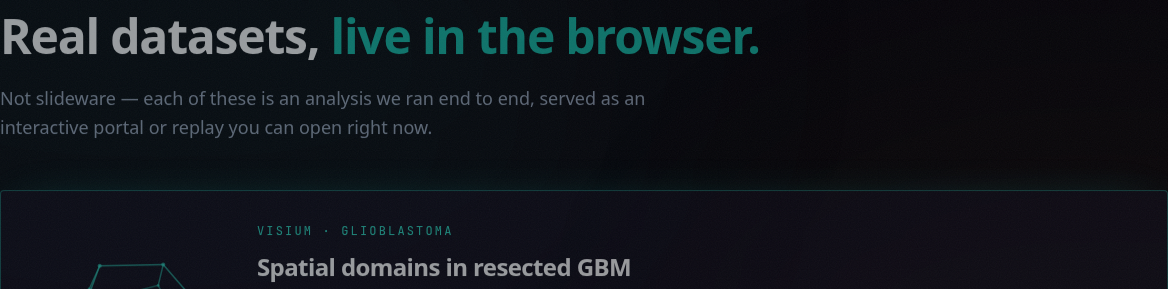 Real datasets, live in the browser.
Not slideware — each of these is an analysis we ran end to end, served as an
interactive portal or replay you can open right now.
VISIUM · GLIOBLASTOMA
Spatial domains in resected GBM